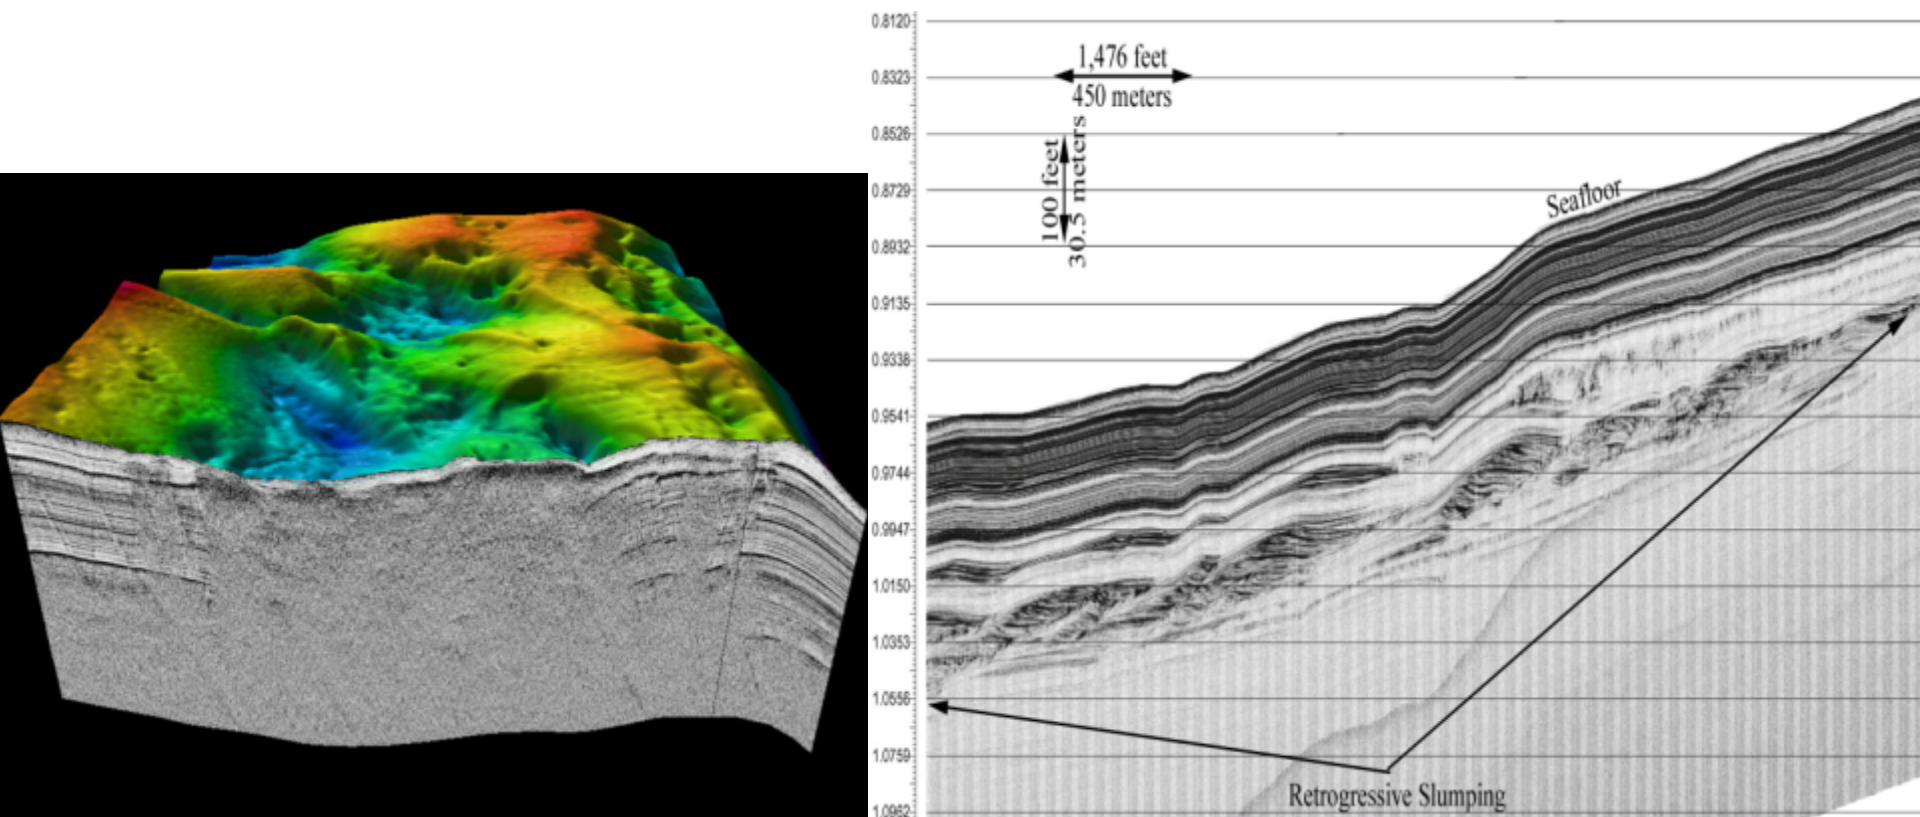 0.8120
1,476 feet
0.8323
450 meters
0.8526
100 feet
30.5 meters
0.8729
Seafloor
0.8932
0.9135
0.9338
0.9541
0.9744
0.9947
1.0150
1.0353
1.0556
1.0759
Retrogressive Slumping
1.0962